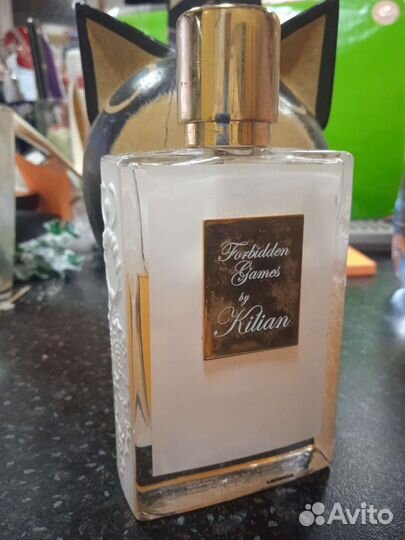 Forbidden
Games
by
Kilian
Avito